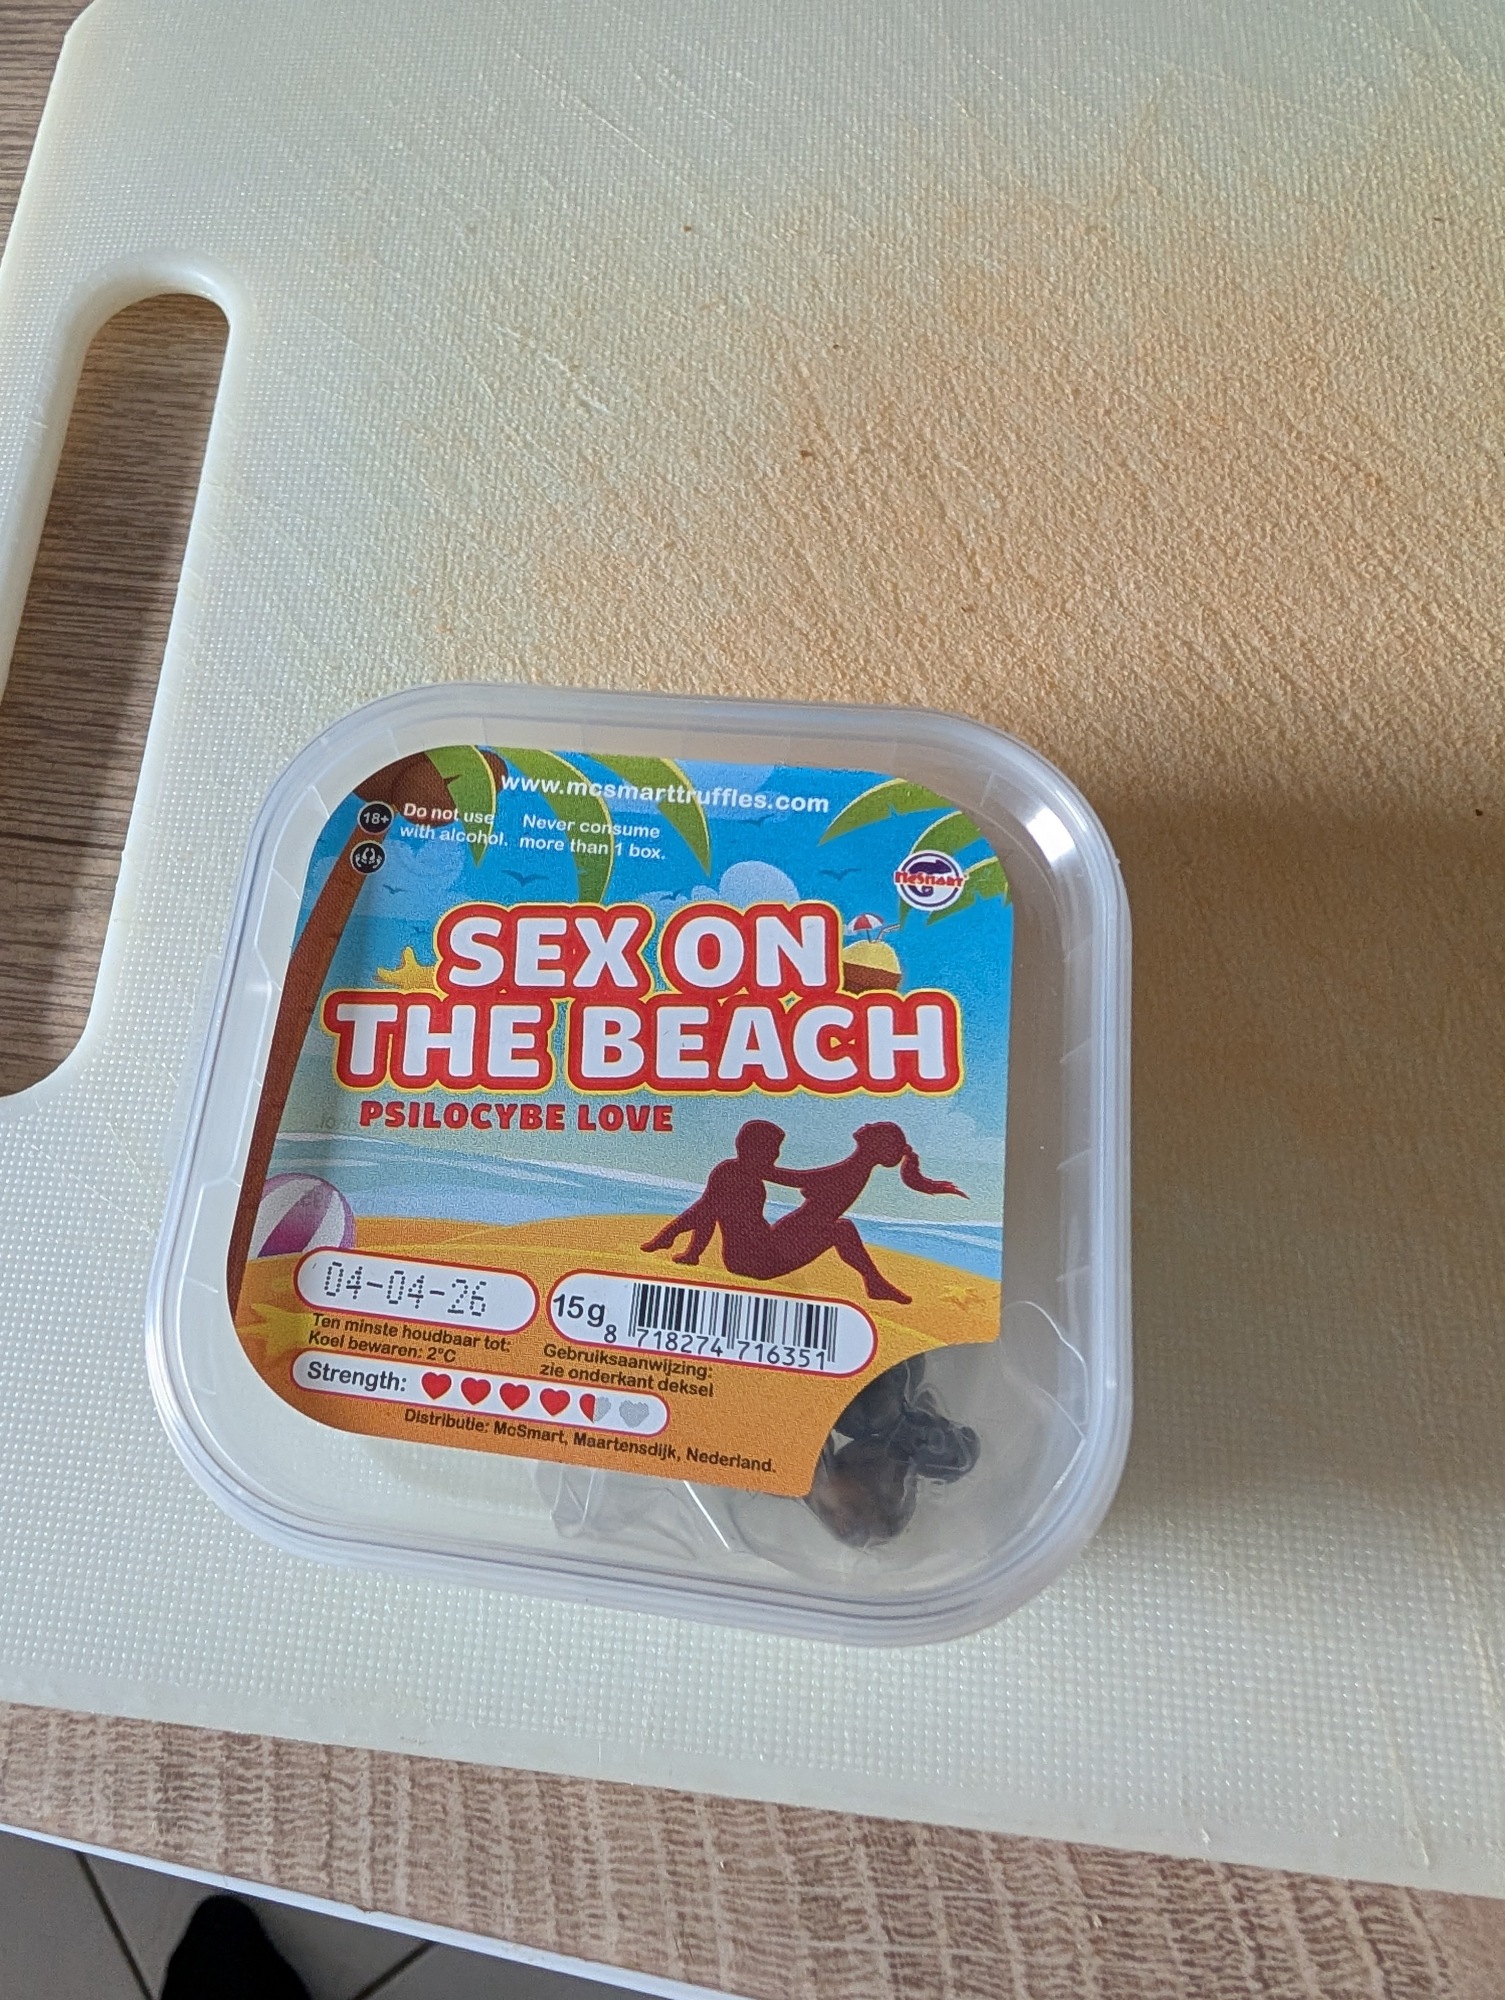 www.mcsmarttruffles.com
18+
Do not use
with alcohol.
Never consume
more than 1 box.
McSmart
SEX ON
THE BEACH
PSILOCYBE LOVE
04-04-26
Ten minste houdbaar tot:
Koel bewaren: 2°C
15g
8 718274 716351
Gebruiksaanwijzing:
zie onderkant deksel
Strength:
Distributie: McSmart, Maartensdijk, Nederland.